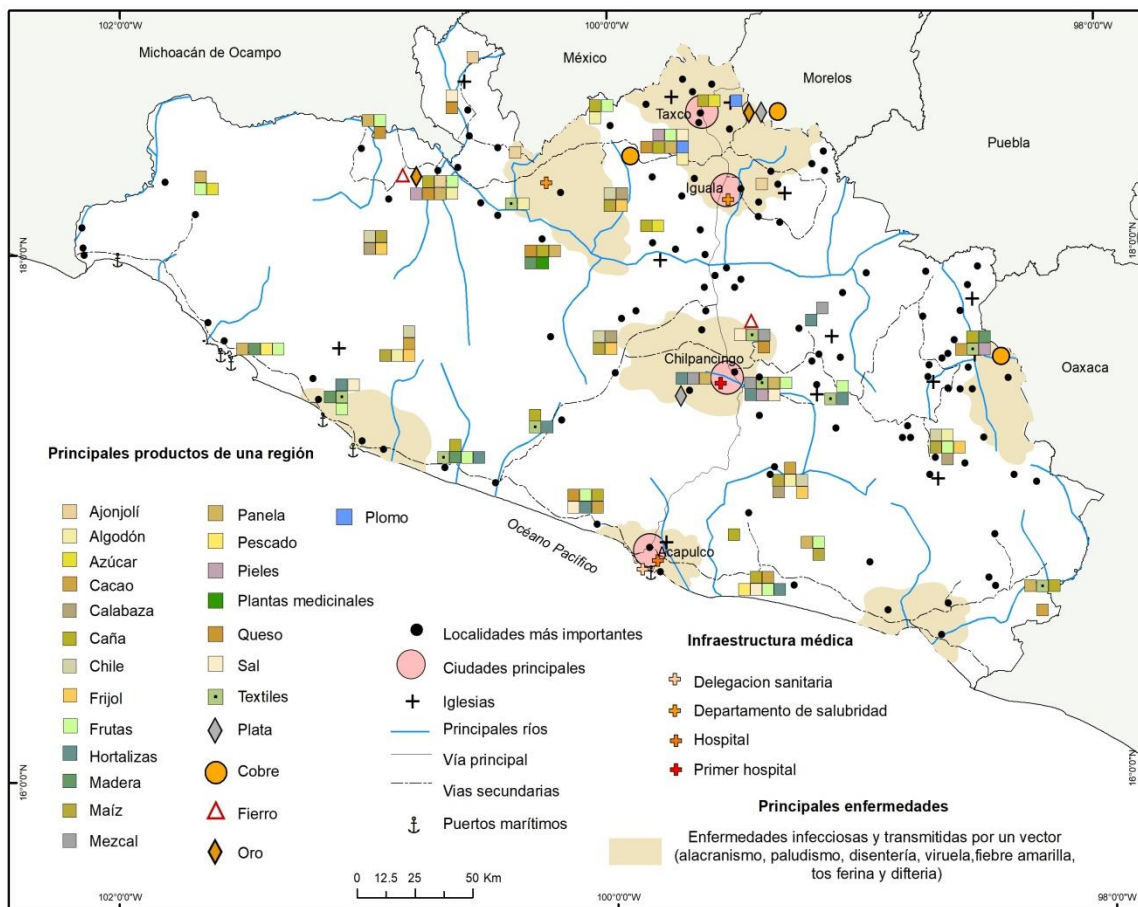 102°0'0"W
100°0'0"W
98°0'0"W
Michoacán de Ocampo
México
Morelos
Puebla
Taxco
Iguala
18°0'0"N
18°0'0"N
Chilpancingo
Oaxaca
Acapulco
Océano Pacífico
Principales productos de una región
Ajonjolí
Algodón
Azúcar
Cacao
Calabaza
Caña
Chile
Frijol
Frutas
Hortalizas
Madera
Maíz
Mezcal
Panela
Pescado
Pieles
Plantas medicinales
Queso
Sal
Textiles
Plata
Cobre
Fierro
Oro
Plomo
Localidades más importantes
Ciudades principales
Iglesias
Principales ríos
Vía principal
Vias secundarias
Puertos marítimos
0 12.5 25 50 Km
Infraestructura médica
Delegacion sanitaria
Departamento de salubridad
Hospital
Primer hospital
Principales enfermedades
Enfermedades infecciosas y transmitidas por un vector
(alacranismo, paludismo, disentería, viruela,fiebre amarilla,
tos ferina y difteria)
16°0'0"N
16°0'0"N
102°0'0"W
100°0'0"W
98°0'0"W